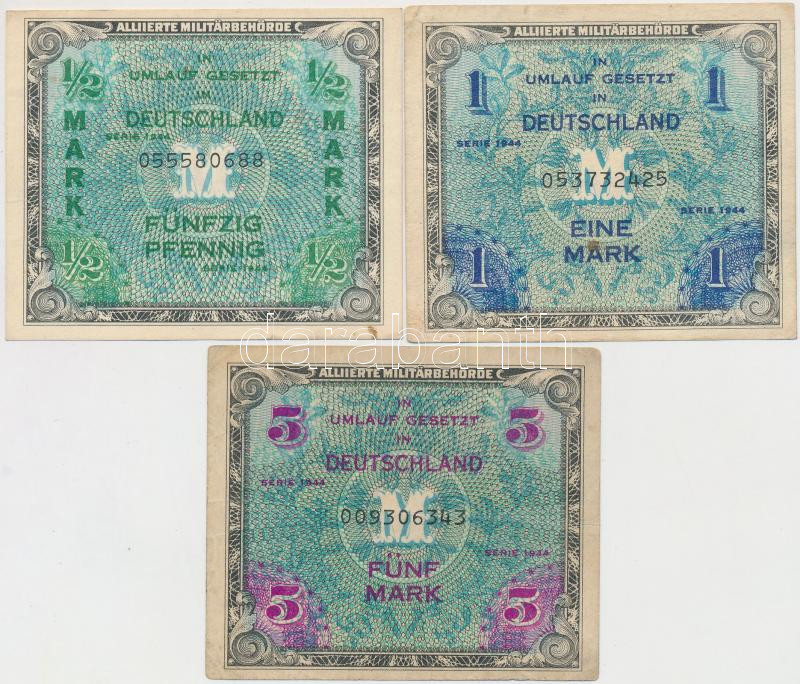 ALLIIERTE MILITÄRBEHÖRDE
1/2 IN 1/2
UMLAUF GESETZT
IM
DEUTSCHLAND
SERIE 1944
MARK MARK
055580688
M
FÜNFZIG
PFENNIG
SERIE 1944
1/2 1/2
ALLIIERTE MILITÄRBEHÖRDE
1 IN 1
UMLAUF GESETZT
IN
DEUTSCHLAND
SERIE 1944
M
053732425
SERIE 1944
EINE
MARK
1 1
darabanth
ALLIIERTE MILITÄRBEHÖRDE
5 IN 5
UMLAUF GESETZT
IN
DEUTSCHLAND
SERIE 1944
M
009306343
SERIE 1944
FÜNF
MARK
5 5